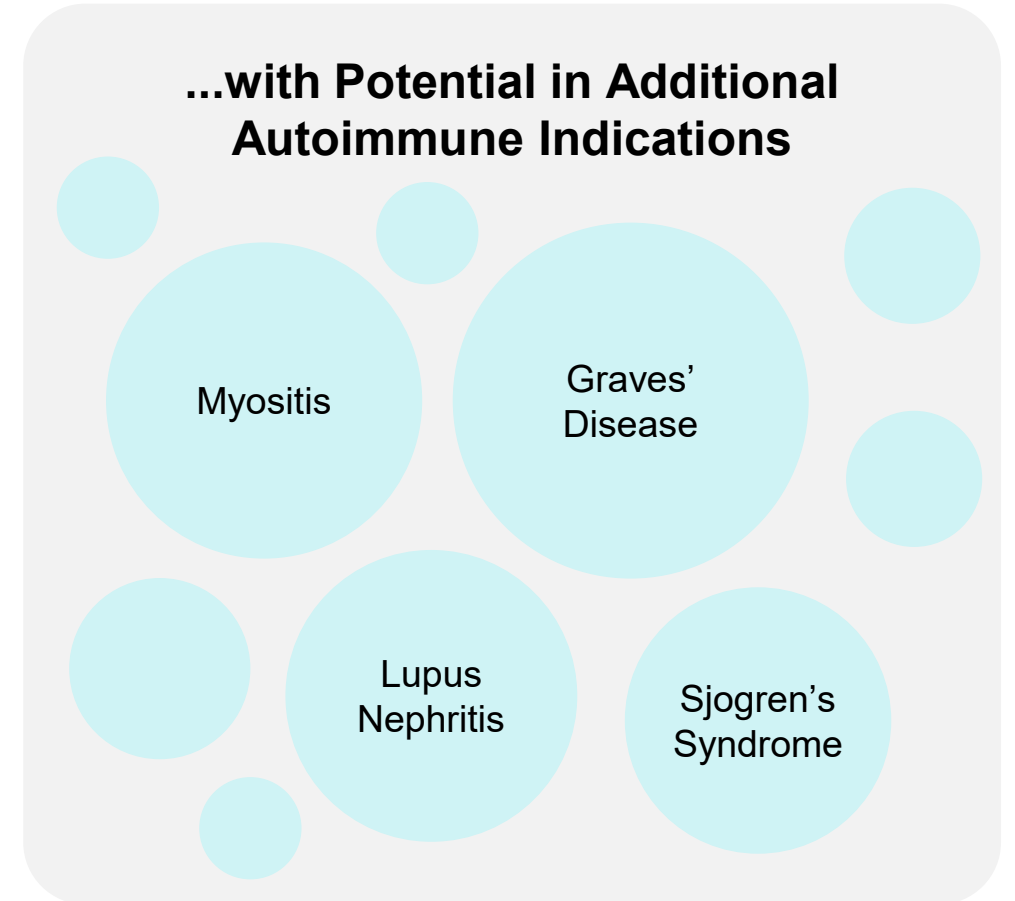 ...with Potential in Additional
Autoimmune Indications
Myositis
Graves’
Disease
Lupus
Nephritis
Sjogren’s
Syndrome